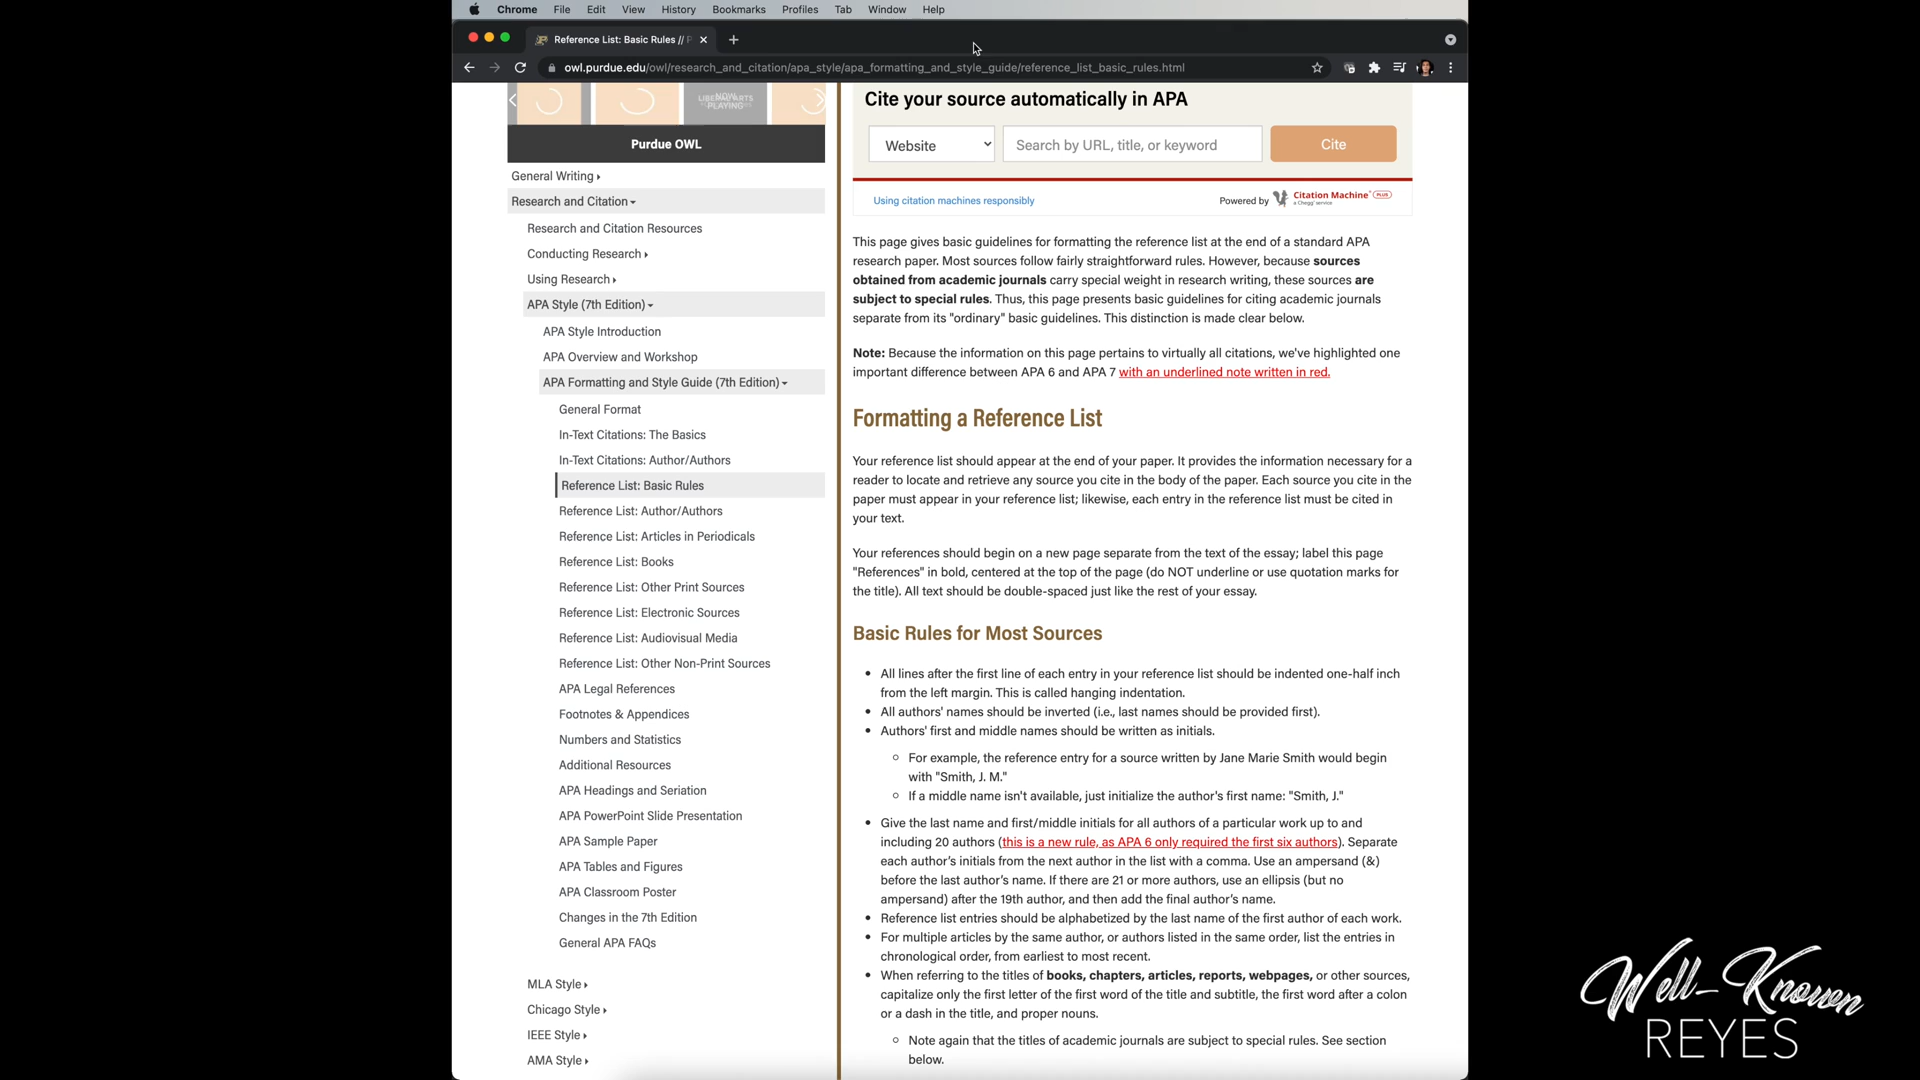 Chrome File Edit View History Bookmarks Profiles Tab Window Help
Reference List: Basic Rules // P
owl.purdue.edu/owl/research_and_citation/apa_style/apa_formatting_and_style_guide/reference_list_basic_rules.html
LIBERAL ARTS
NOW
PLAYING
Purdue OWL
General Writing
Research and Citation
Research and Citation Resources
Conducting Research
Using Research
APA Style (7th Edition)
APA Style Introduction
APA Overview and Workshop
APA Formatting and Style Guide (7th Edition)
General Format
In-Text Citations: The Basics
In-Text Citations: Author/Authors
Reference List: Basic Rules
Reference List: Author/Authors
Reference List: Articles in Periodicals
Reference List: Books
Reference List: Other Print Sources
Reference List: Electronic Sources
Reference List: Audiovisual Media
Reference List: Other Non-Print Sources
APA Legal References
Footnotes & Appendices
Numbers and Statistics
Additional Resources
APA Headings and Seriation
APA PowerPoint Slide Presentation
APA Sample Paper
APA Tables and Figures
APA Classroom Poster
Changes in the 7th Edition
General APA FAQs
MLA Style
Chicago Style
IEEE Style
AMA Style
Cite your source automatically in APA
Website Search by URL, title, or keyword Cite
Using citation machines responsibly Powered by Citation Machine® PLUS
a Chegg service
This page gives basic guidelines for formatting the reference list at the end of a standard APA
research paper. Most sources follow fairly straightforward rules. However, because sources
obtained from academic journals carry special weight in research writing, these sources are
subject to special rules. Thus, this page presents basic guidelines for citing academic journals
separate from its "ordinary" basic guidelines. This distinction is made clear below.
Note: Because the information on this page pertains to virtually all citations, we've highlighted one
important difference between APA 6 and APA 7 with an underlined note written in red.
Formatting a Reference List
Your reference list should appear at the end of your paper. It provides the information necessary for a
reader to locate and retrieve any source you cite in the body of the paper. Each source you cite in the
paper must appear in your reference list; likewise, each entry in the reference list must be cited in
your text.
Your references should begin on a new page separate from the text of the essay; label this page
"References" in bold, centered at the top of the page (do NOT underline or use quotation marks for
the title). All text should be double-spaced just like the rest of your essay.
Basic Rules for Most Sources
• All lines after the first line of each entry in your reference list should be indented one-half inch
from the left margin. This is called hanging indentation.
• All authors' names should be inverted (i.e., last names should be provided first).
• Authors' first and middle names should be written as initials.
○ For example, the reference entry for a source written by Jane Marie Smith would begin
with "Smith, J. M."
○ If a middle name isn't available, just initialize the author's first name: "Smith, J."
• Give the last name and first/middle initials for all authors of a particular work up to and
including 20 authors (this is a new rule, as APA 6 only required the first six authors). Separate
each author's initials from the next author in the list with a comma. Use an ampersand (&)
before the last author's name. If there are 21 or more authors, use an ellipsis (but no
ampersand) after the 19th author, and then add the final author's name.
• Reference list entries should be alphabetized by the last name of the first author of each work.
• For multiple articles by the same author, or authors listed in the same order, list the entries in
chronological order, from earliest to most recent.
• When referring to the titles of books, chapters, articles, reports, webpages, or other sources,
capitalize only the first letter of the first word of the title and subtitle, the first word after a colon
or a dash in the title, and proper nouns.
○ Note again that the titles of academic journals are subject to special rules. See section
below.
Well-Known
REYES